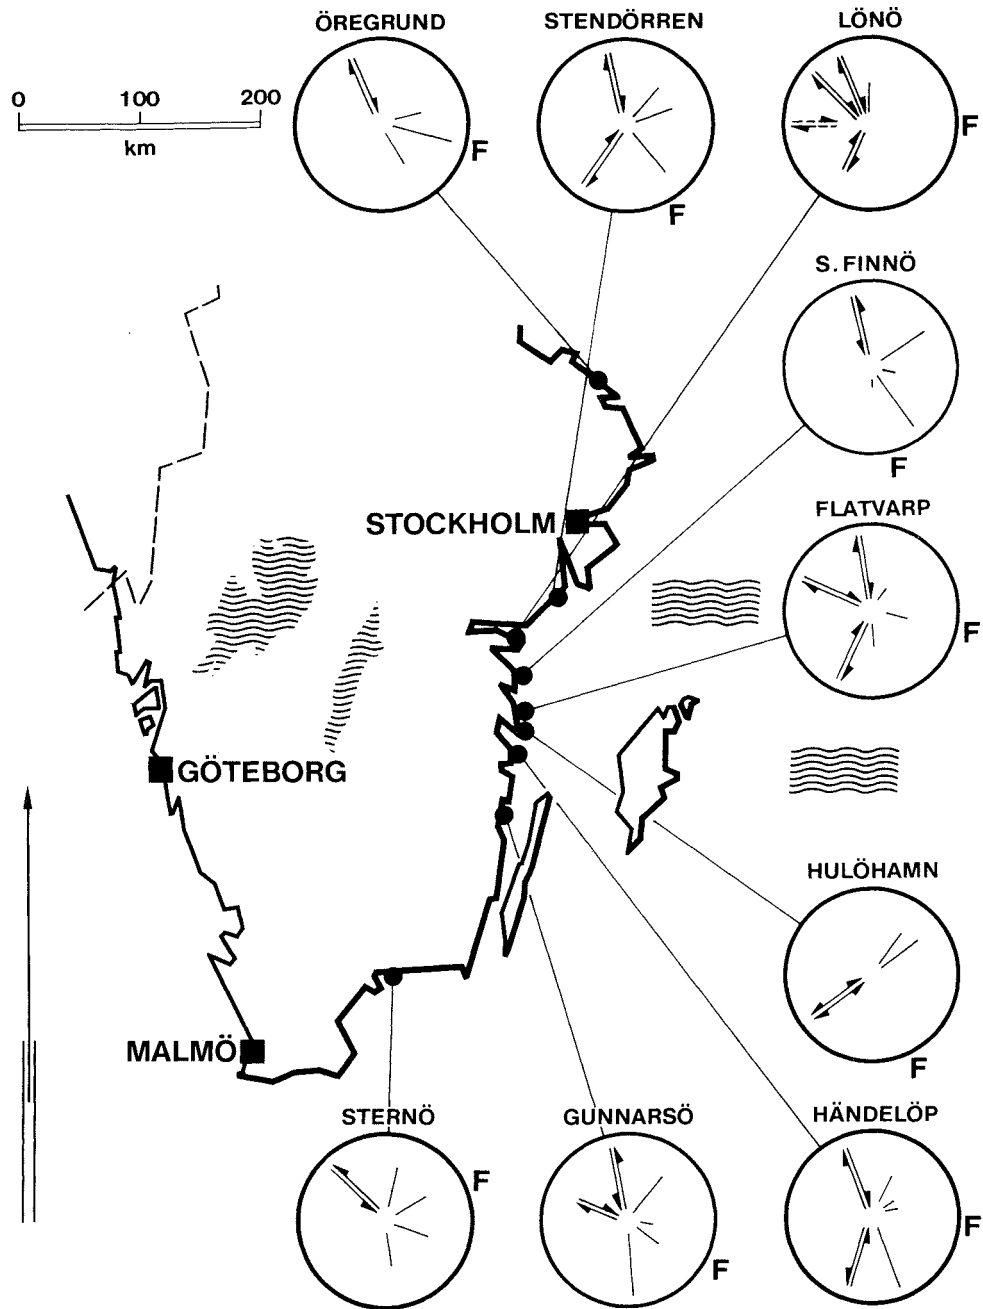 ÖREGRUND
STENDÖRREN
LÖNÖ
0 100 200
km
F
F
F
S.FINNÖ
F
STOCKHOLM
FLATVARP
F
GÖTEBORG
HULÖHAMN
F
MALMÖ
STERNÖ
GUNNARSÖ
HÄNDELÖP
F
F
F